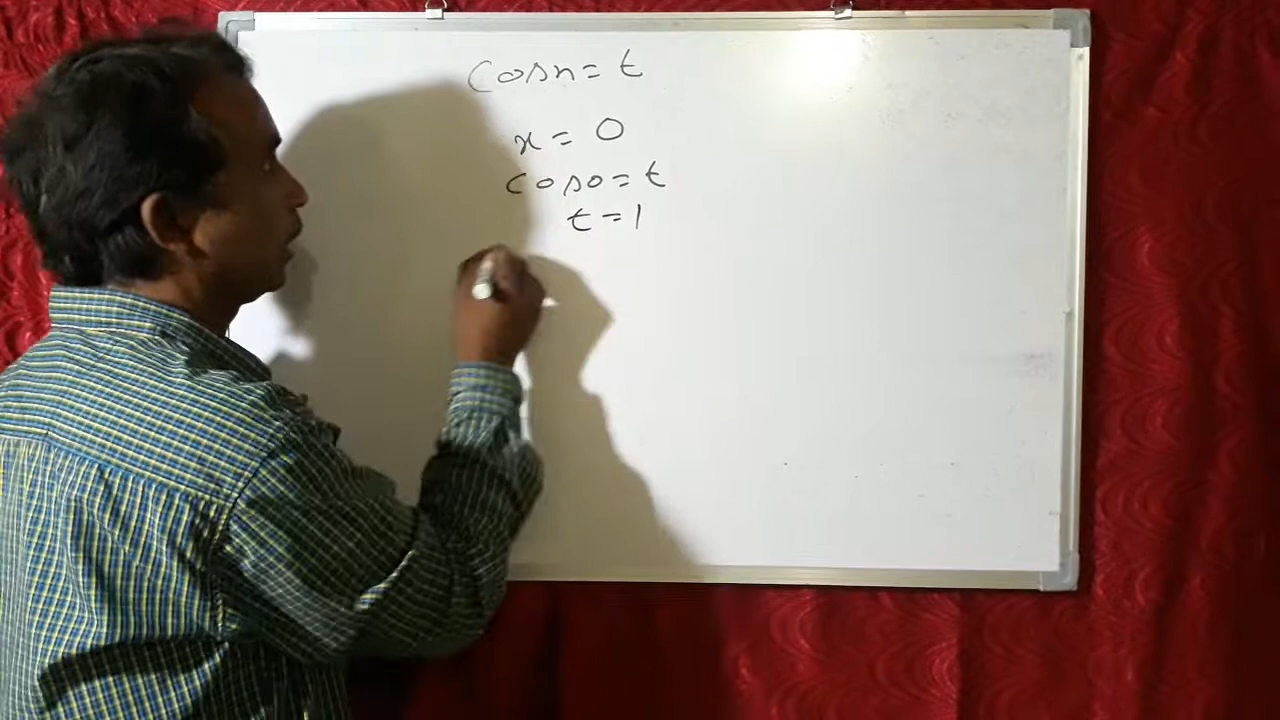 cosx = t
x = 0
cos0 = t
t = 1